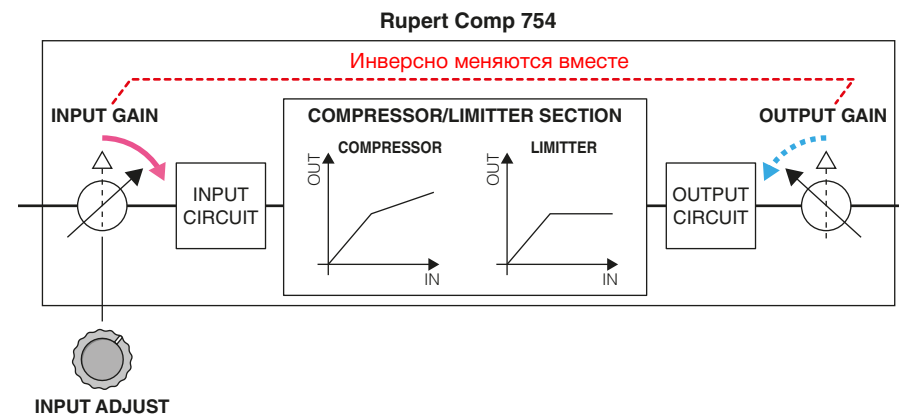 Rupert Comp 754
Инверсно меняются вместе
INPUT GAIN
COMPRESSOR/LIMITTER SECTION
OUTPUT GAIN
COMPRESSOR
LIMITTER
OUT
OUT
INPUT
CIRCUIT
OUTPUT
CIRCUIT
IN
IN
INPUT ADJUST